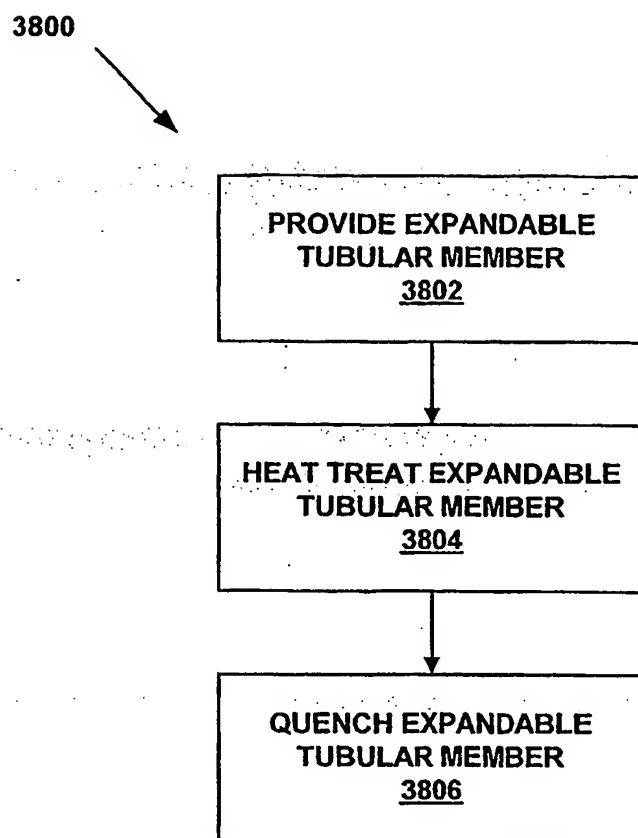 3800
PROVIDE EXPANDABLE
TUBULAR MEMBER
3802
HEAT TREAT EXPANDABLE
TUBULAR MEMBER
3804
QUENCH EXPANDABLE
TUBULAR MEMBER
3806